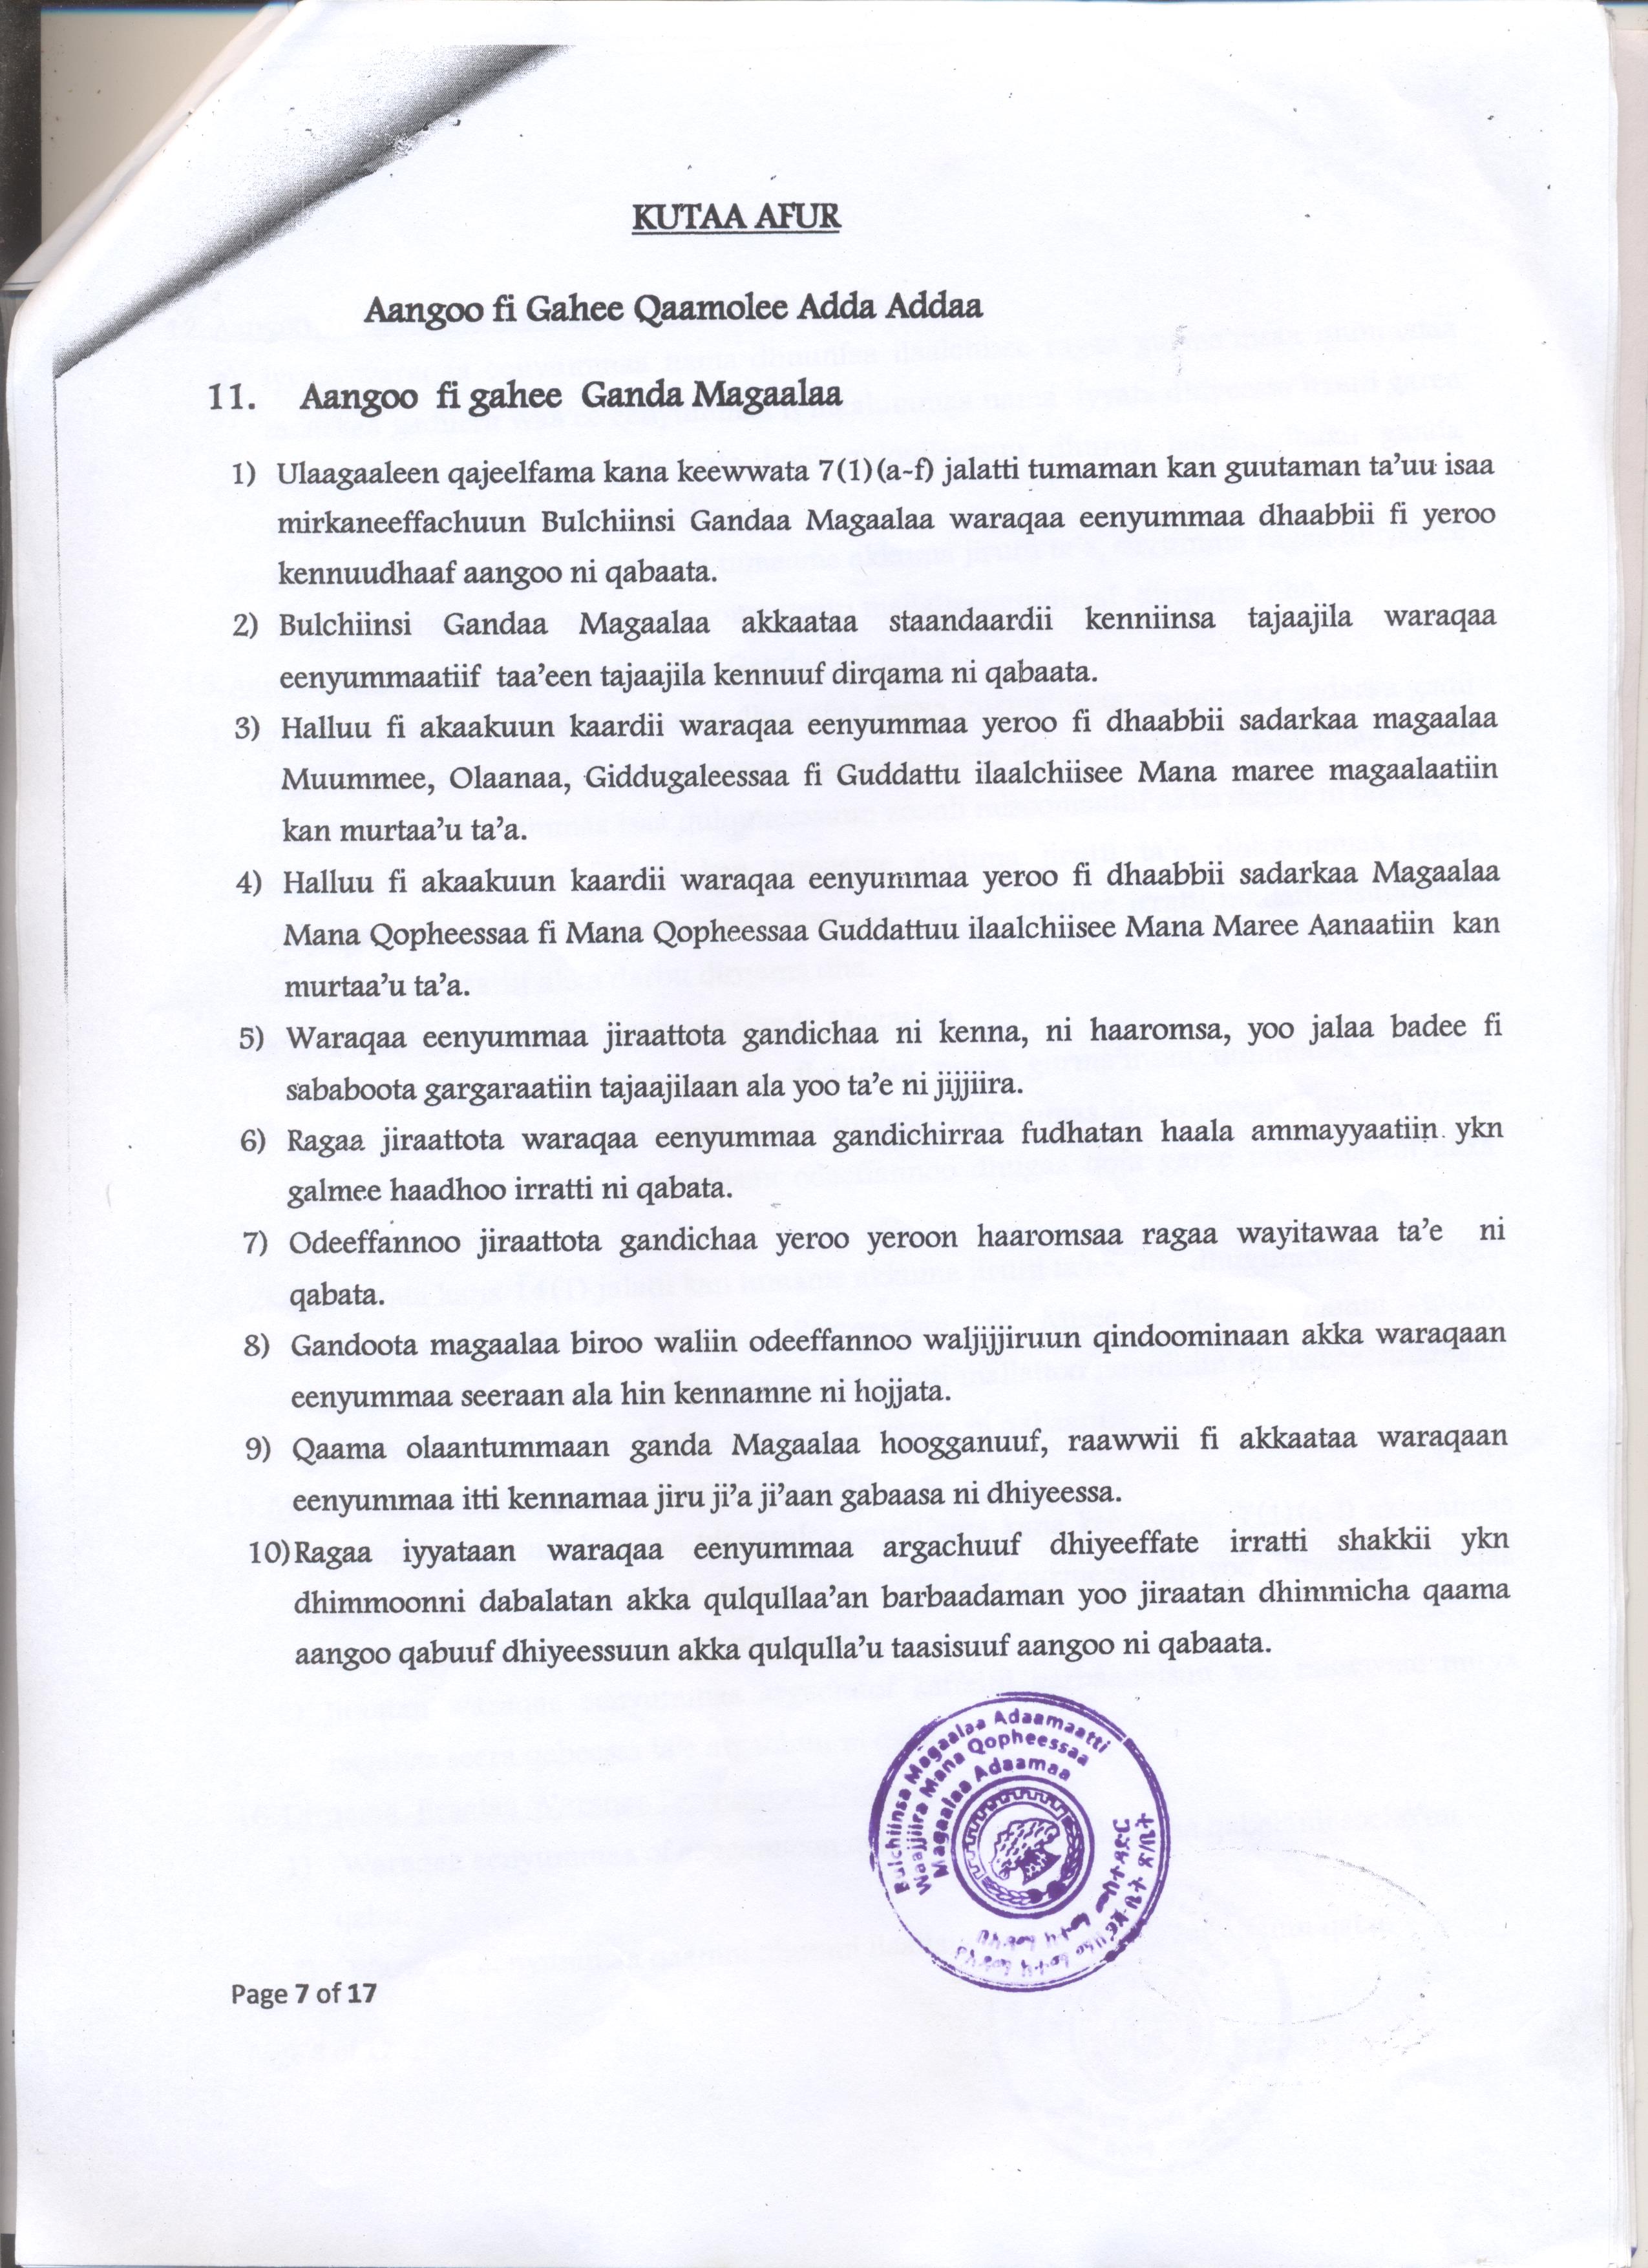 KUTAA AFUR
Aangoo fi Gahee Qaamolee Adda Addaa
11. Aangoo fi gahee Ganda Magaalaa
1) Ulaagaaleen qajeelfama kana keewwata 7(1)(a-f) jalatti tumaman kan guutaman ta’uu isaa
mirkaneeffachuun Bulchiinsi Gandaa Magaalaa waraqaa eenyummaa dhaabbii fi yeroo
kennuudhaaf aangoo ni qabaata.
2) Bulchiinsi Gandaa Magaalaa akkaataa staandaardii kenniinsa tajaajila waraqaa
eenyummaatiif taa’een tajaajila kennuuf dirqama ni qabaata.
3) Halluu fi akaakuun kaardii waraqaa eenyummaa yeroo fi dhaabbii sadarkaa magaalaa
Muummee, Olaanaa, Giddugaleessaa fi Guddattu ilaalchiisee Mana maree magaalaatiin
kan murtaa’u ta’a.
4) Halluu fi akaakuun kaardii waraqaa eenyummaa yeroo fi dhaabbii sadarkaa Magaalaa
Mana Qopheessaa fi Mana Qopheessaa Guddattuu ilaalchiisee Mana Maree Aanaatiin kan
murtaa’u ta’a.
5) Waraqaa eenyummaa jiraattota gandichaa ni kenna, ni haaromsa, yoo jalaa badee fi
sababoota gargaraatiin tajaajilaan ala yoo ta’e ni jijjiira.
6) Ragaa jiraattota waraqaa eenyummaa gandichirraa fudhatan haala ammayyaatiin ykn
galmee haadhoo irratti ni qabata.
7) Odeeffannoo jiraattota gandichaa yeroo yeroon haaromsaa ragaa wayitawaa ta’e ni
qabata.
8) Gandoota magaalaa biroo waliin odeeffannoo waljijjiruun qindoominaan akka waraqaan
eenyummaa seeraan ala hin kennamne ni hojjata.
9) Qaama olaantummaan ganda Magaalaa hoogganuuf, raawwii fi akkaataa waraqaan
eenyummaa itti kennamaa jiru ji’a ji’aan gabaasa ni dhiyeessa.
10)Ragaa iyyataan waraqaa eenyummaa argachuuf dhiyeeffate irratti shakkii ykn
dhimmoonni dabalatan akka qulqullaa’an barbaadaman yoo jiraatan dhimmicha qaama
aangoo qabuuf dhiyeessuun akka qulqulla’u taasisuuf aangoo ni qabaata.
Bulchiinsa Magaalaa Adaamaatti
Waajjiira Mana Qopheessaa
Magaalaa Adaamaa
Page 7 of 17